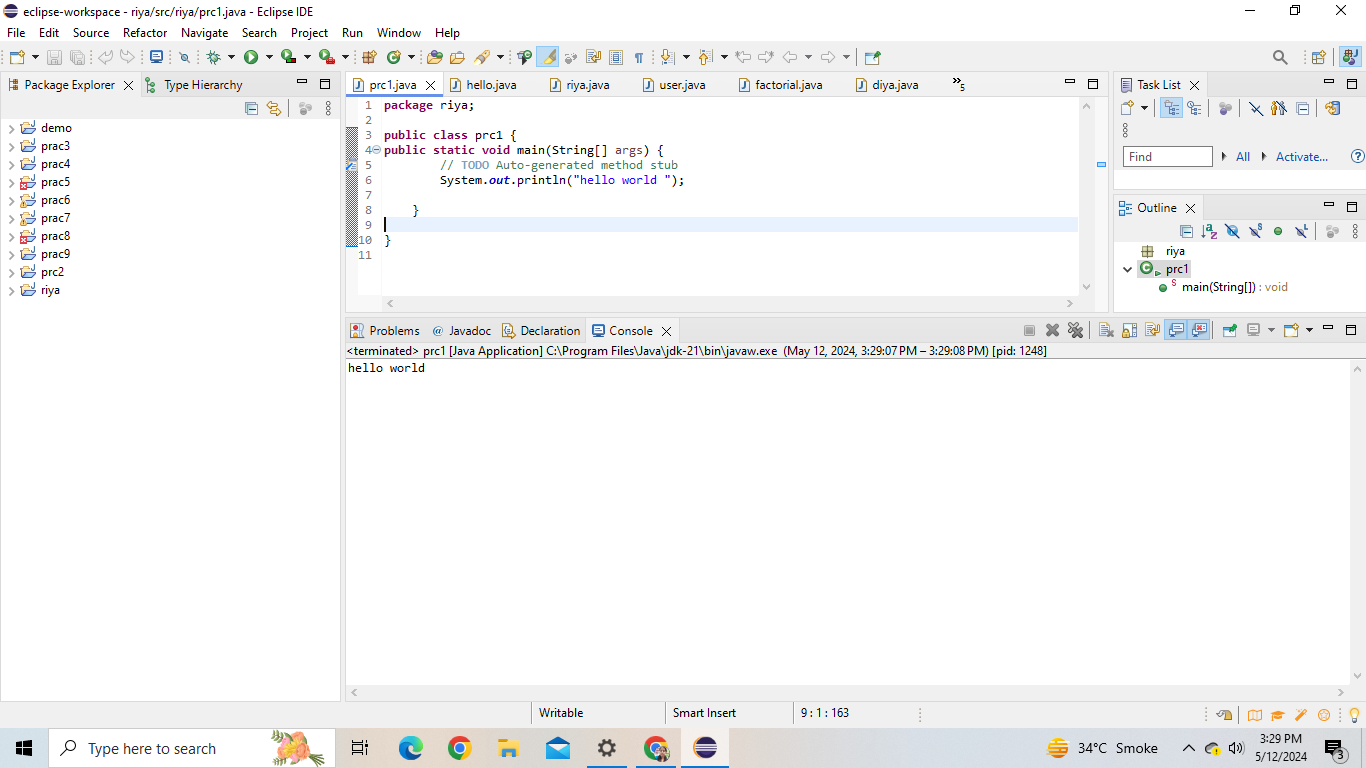 eclipse-workspace - riya/src/riya/prc1.java - Eclipse IDE
File Edit Source Refactor Navigate Search Project Run Window Help
Package Explorer Type Hierarchy
demo
prac3
prac4
prac5
prac6
prac7
prac8
prac9
prc2
riya
prc1.java hello.java riya.java user.java factorial.java diya.java »5
1 package riya;
2
3 public class prc1 {
4 public static void main(String[] args) {
5 // TODO Auto-generated method stub
6 System.out.println("hello world ");
7
8 }
9
10 }
11
Task List
Find All Activate...
Outline
riya
prc1
main(String[]) : void
Problems @ Javadoc Declaration Console
<terminated> prc1 [Java Application] C:\Program Files\Java\jdk-21\bin\javaw.exe (May 12, 2024, 3:29:07 PM – 3:29:08 PM) [pid: 1248]
hello world
Writable Smart Insert 9 : 1 : 163
Type here to search
34°C Smoke
3:29 PM
5/12/2024
3